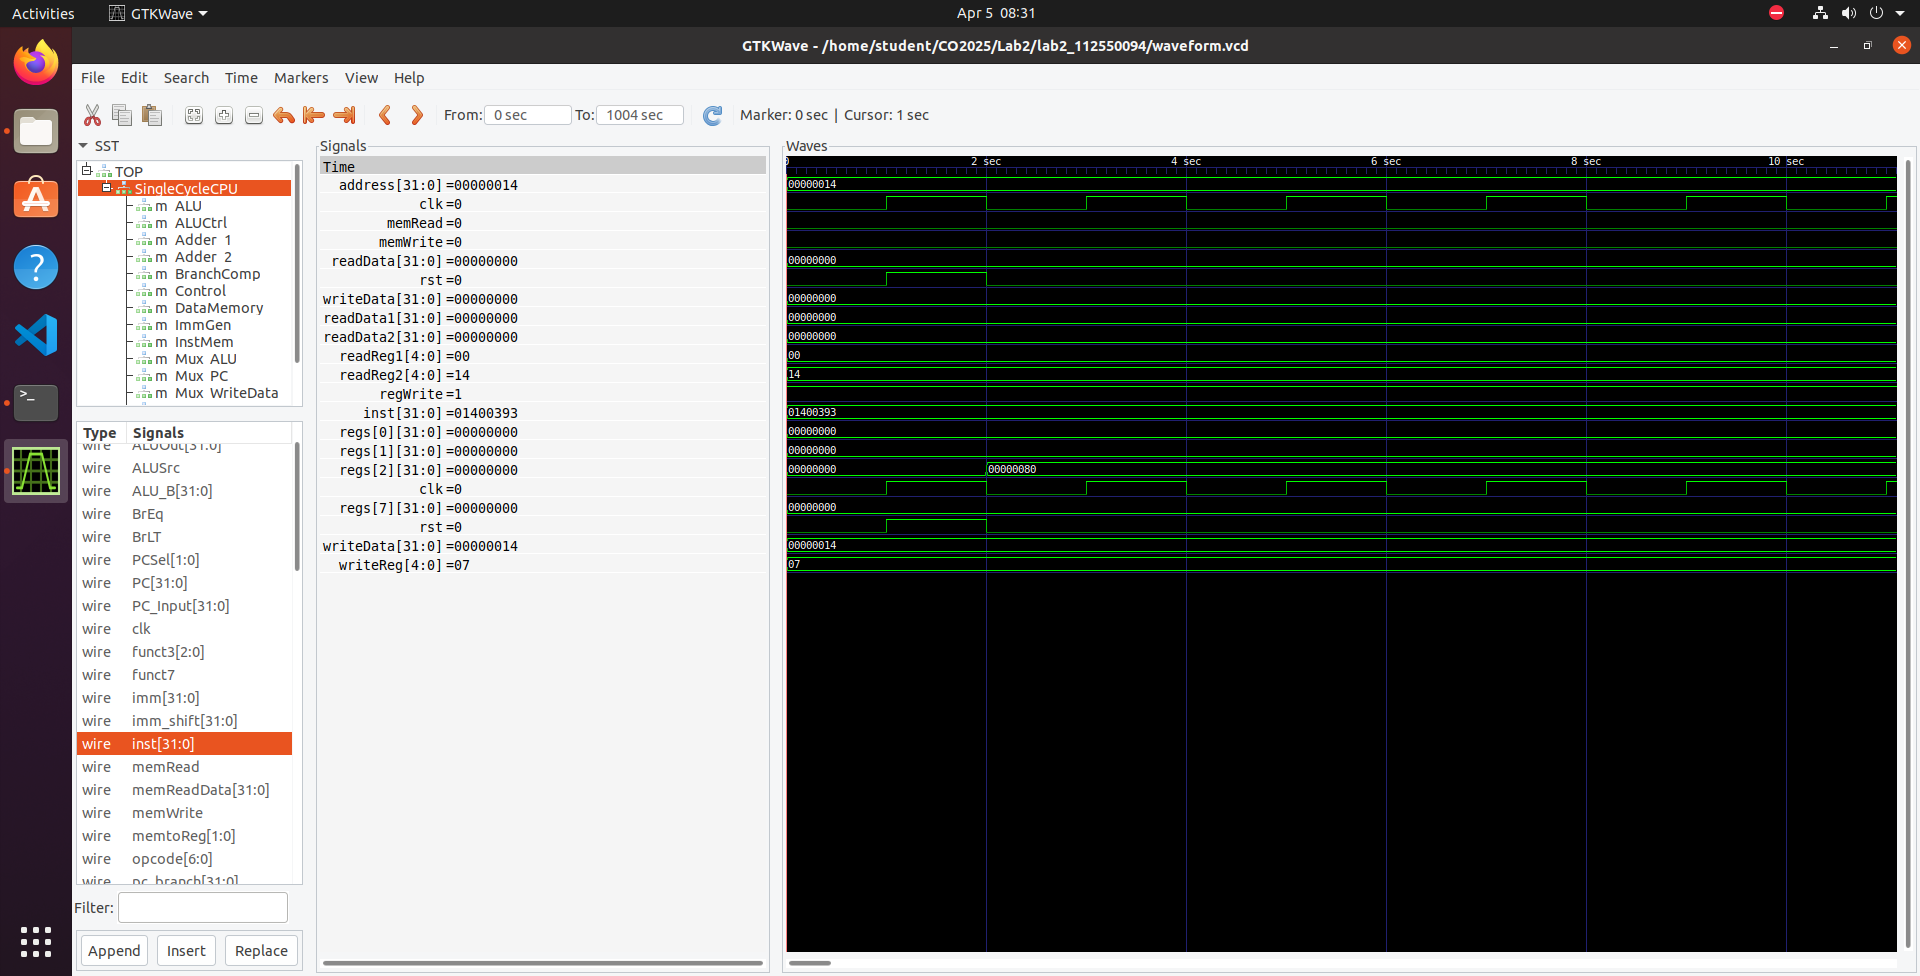 Activities
GTKWave
Apr 5 08:31
GTKWave - /home/student/CO2025/Lab2/lab2_112550094/waveform.vcd
File Edit Search Time Markers View Help
From: 0 sec To: 1004 sec Marker: 0 sec | Cursor: 1 sec
SST
TOP
SingleCycleCPU
m ALU
m ALUCtrl
m Adder 1
m Adder 2
m BranchComp
m Control
m DataMemory
m ImmGen
m InstMem
m Mux ALU
m Mux PC
m Mux WriteData
Type Signals
wire ALUOut[31:0]
wire ALUSrc
wire ALU_B[31:0]
wire BrEq
wire BrLT
wire PCSel[1:0]
wire PC[31:0]
wire PC_Input[31:0]
wire clk
wire funct3[2:0]
wire funct7
wire imm[31:0]
wire imm_shift[31:0]
wire inst[31:0]
wire memRead
wire memReadData[31:0]
wire memWrite
wire memtoReg[1:0]
wire opcode[6:0]
wire pc_branch[31:0]
Filter:
Append Insert Replace
Signals
Time
address[31:0] =00000014
clk =0
memRead =0
memWrite =0
readData[31:0] =00000000
rst =0
writeData[31:0] =00000000
readData1[31:0] =00000000
readData2[31:0] =00000000
readReg1[4:0] =00
readReg2[4:0] =14
regWrite =1
inst[31:0] =01400393
regs[0][31:0] =00000000
regs[1][31:0] =00000000
regs[2][31:0] =00000000
clk =0
regs[7][31:0] =00000000
rst =0
writeData[31:0] =00000014
writeReg[4:0] =07
Waves
0 2 sec 4 sec 6 sec 8 sec 10 sec
00000014
00000000
00000000
00000000
00000000
00
14
01400393
00000000
00000000
00000000 00000080
00000000
00000014
07